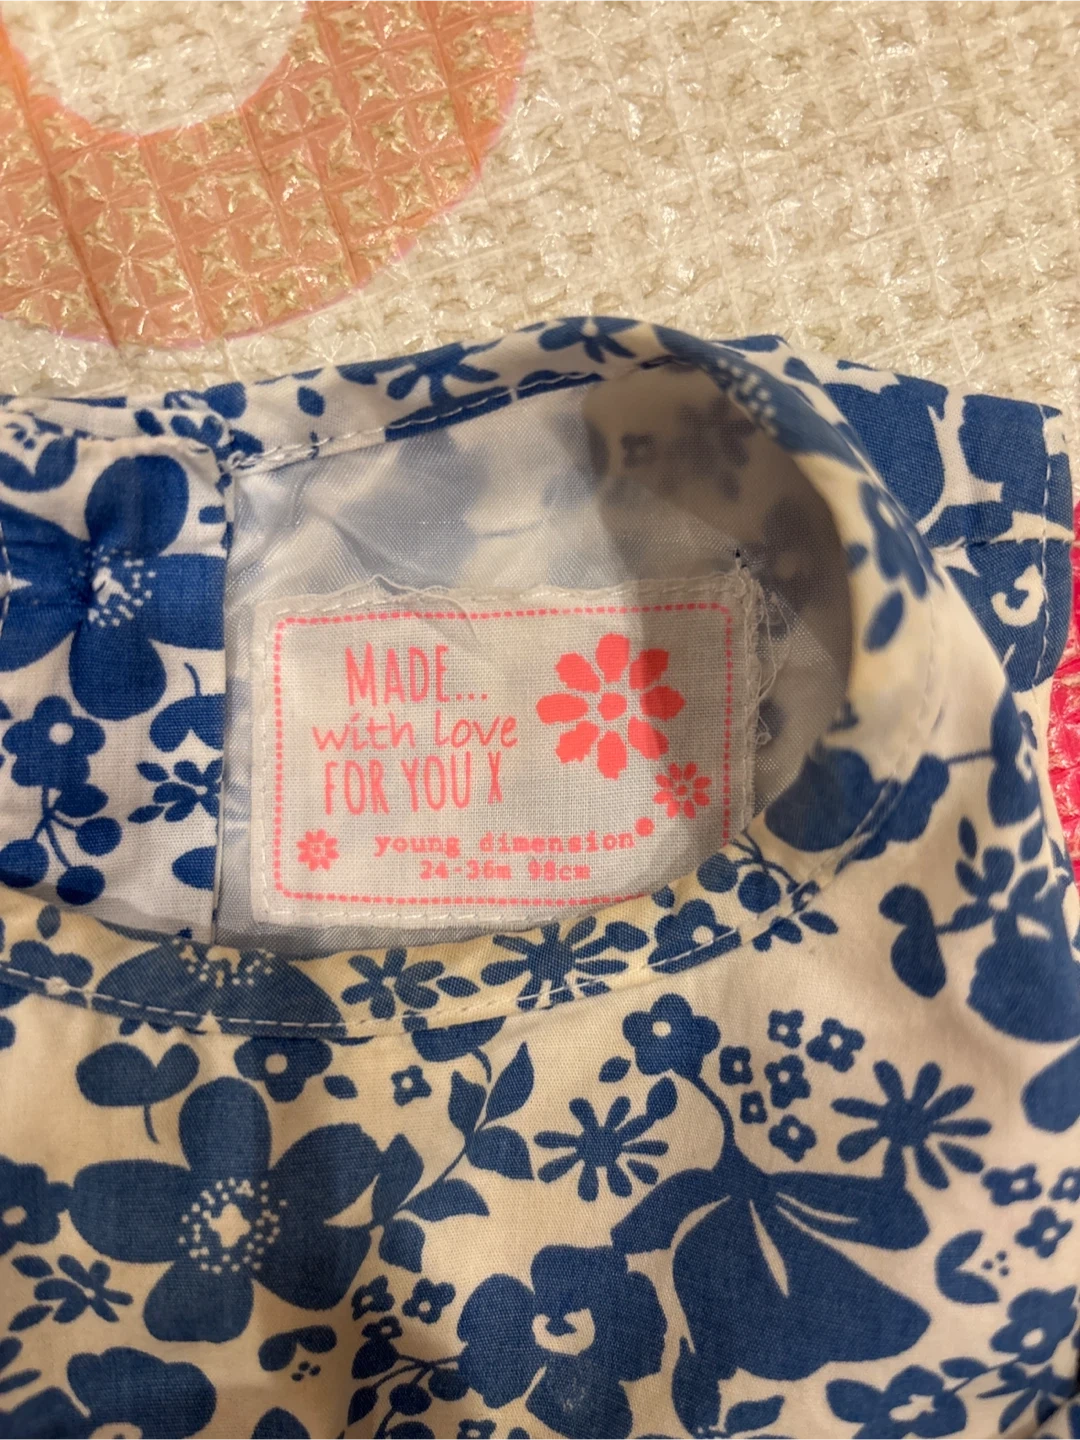 MADE...
with love
FOR YOU X
young dimension®
24-36m 98cm